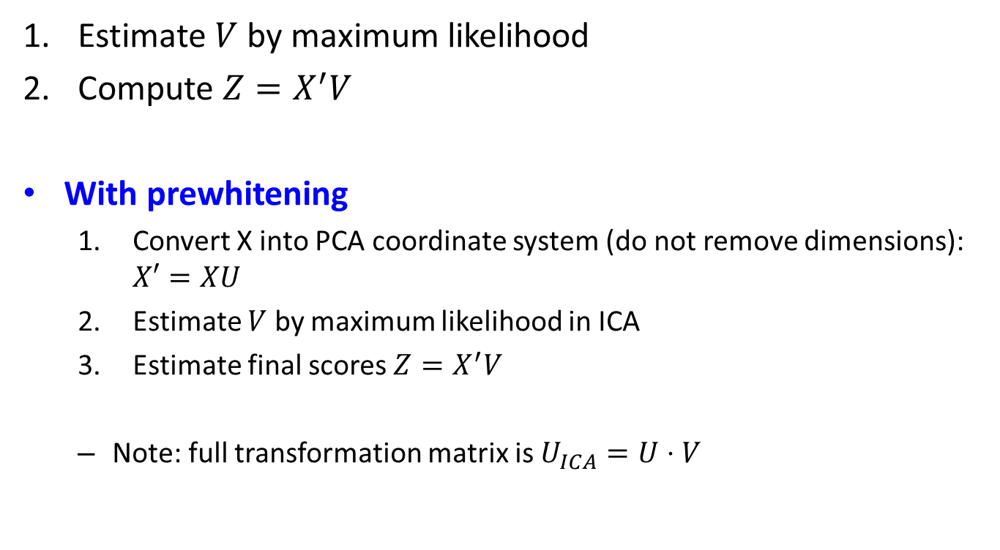 1. Estimate 𝑉 by maximum likelihood
2. Compute 𝑍 = 𝑋′𝑉
• With prewhitening
1. Convert X into PCA coordinate system (do not remove dimensions):
𝑋′ = 𝑋𝑈
2. Estimate 𝑉 by maximum likelihood in ICA
3. Estimate final scores 𝑍 = 𝑋′𝑉
– Note: full transformation matrix is 𝑈_{𝐼𝐶𝐴} = 𝑈 · 𝑉